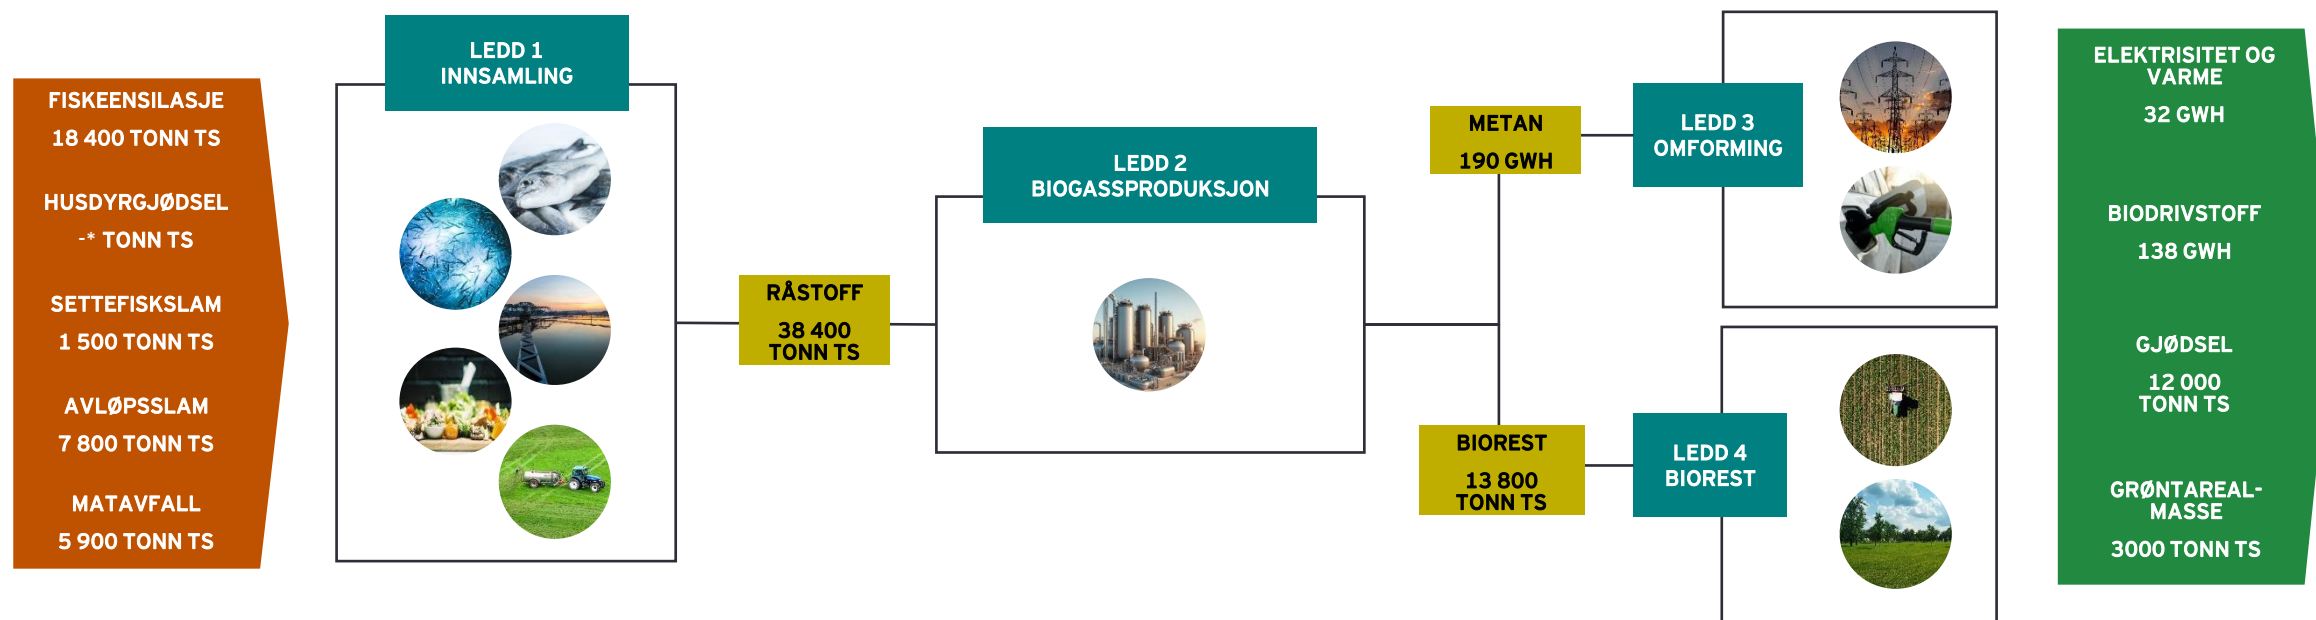 FISKEENSILASJE
18 400 TONN TS
HUSDYRGJØDSEL
-* TONN TS
SETTEFISKSLAM
1 500 TONN TS
AVLØPSSLAM
7 800 TONN TS
MATAVFALL
5 900 TONN TS
LEDD 1
INNSAMLING
RÅSTOFF
38 400
TONN TS
LEDD 2
BIOGASSPRODUKSJON
METAN
190 GWH
BIOREST
13 800
TONN TS
LEDD 3
OMFORMING
LEDD 4
BIOREST
ELEKTRISITET OG
VARME
32 GWH
BIODRIVSTOFF
138 GWH
GJØDSEL
12 000
TONN TS
GRØNTAREAL-
MASSE
3000 TONN TS